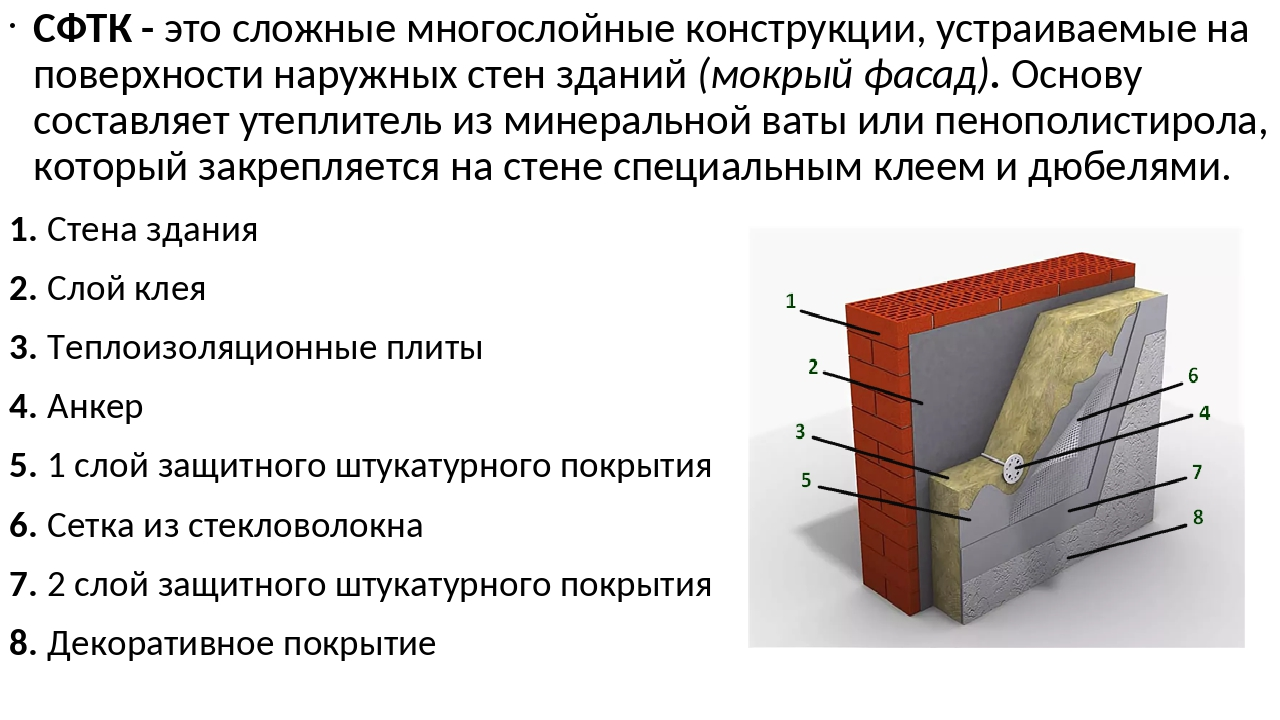 • СФТК - это сложные многослойные конструкции, устраиваемые на
поверхности наружных стен зданий (мокрый фасад). Основу
составляет утеплитель из минеральной ваты или пенополистирола,
который закрепляется на стене специальным клеем и дюбелями.
1. Стена здания
2. Слой клея
3. Теплоизоляционные плиты
4. Анкер
5. 1 слой защитного штукатурного покрытия
6. Сетка из стекловолокна
7. 2 слой защитного штукатурного покрытия
8. Декоративное покрытие
1
2
3
5
6
4
7
8